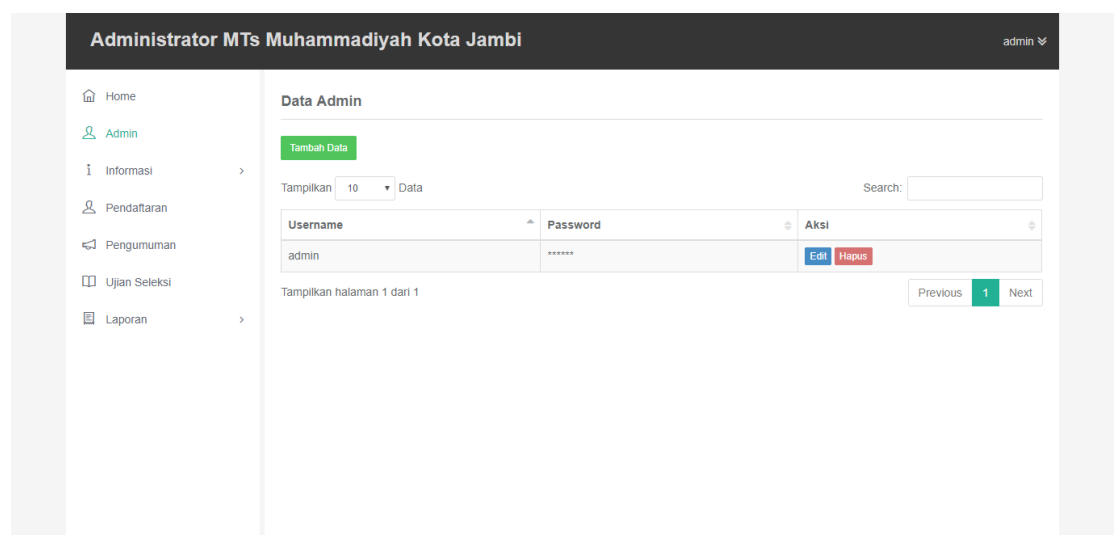 Administrator MTs Muhammadiyah Kota Jambi
admin
Home
Admin
Informasi
Pendaftaran
Pengumuman
Ujian Seleksi
Laporan
Data Admin
Tambah Data
Tampilkan 10 Data
Search:
Username Password Aksi
admin ****** Edit Hapus
Tampilkan halaman 1 dari 1
Previous 1 Next